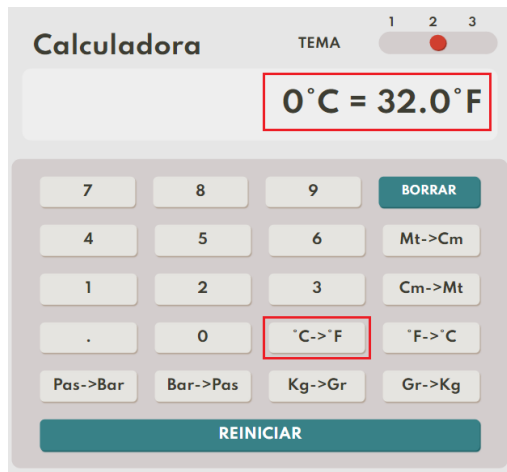 1 2 3
Calculadora TEMA
0°C = 32.0°F
7 8 9 BORRAR
4 5 6 Mt->Cm
1 2 3 Cm->Mt
. 0 °C->°F °F->°C
Pas->Bar Bar->Pas Kg->Gr Gr->Kg
REINICIAR